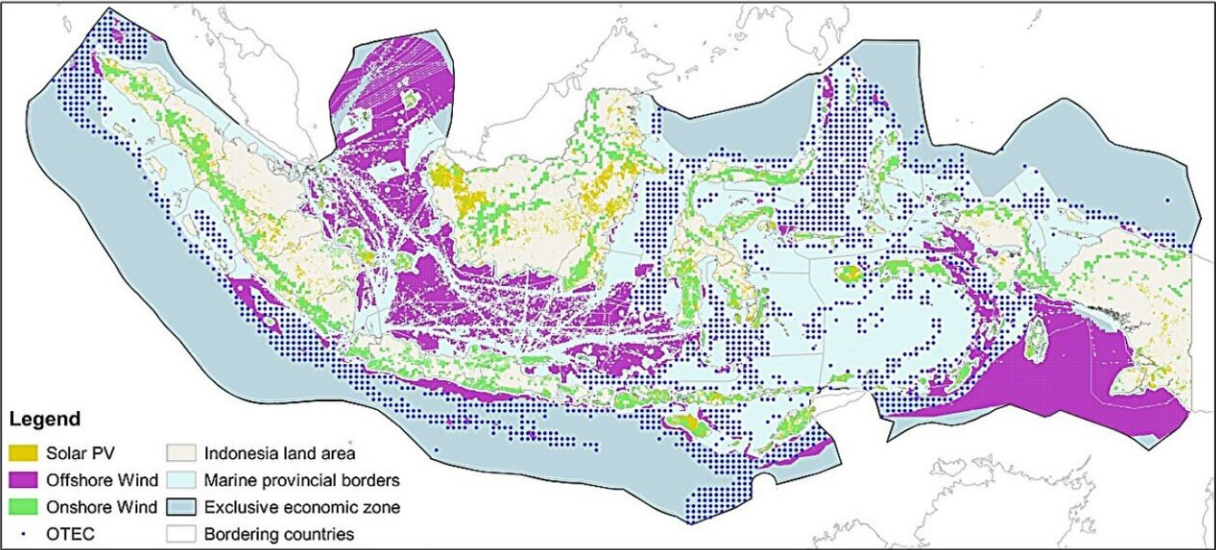 Legend
Solar PV
Offshore Wind
Onshore Wind
OTEC
Indonesia land area
Marine provincial borders
Exclusive economic zone
Bordering countries